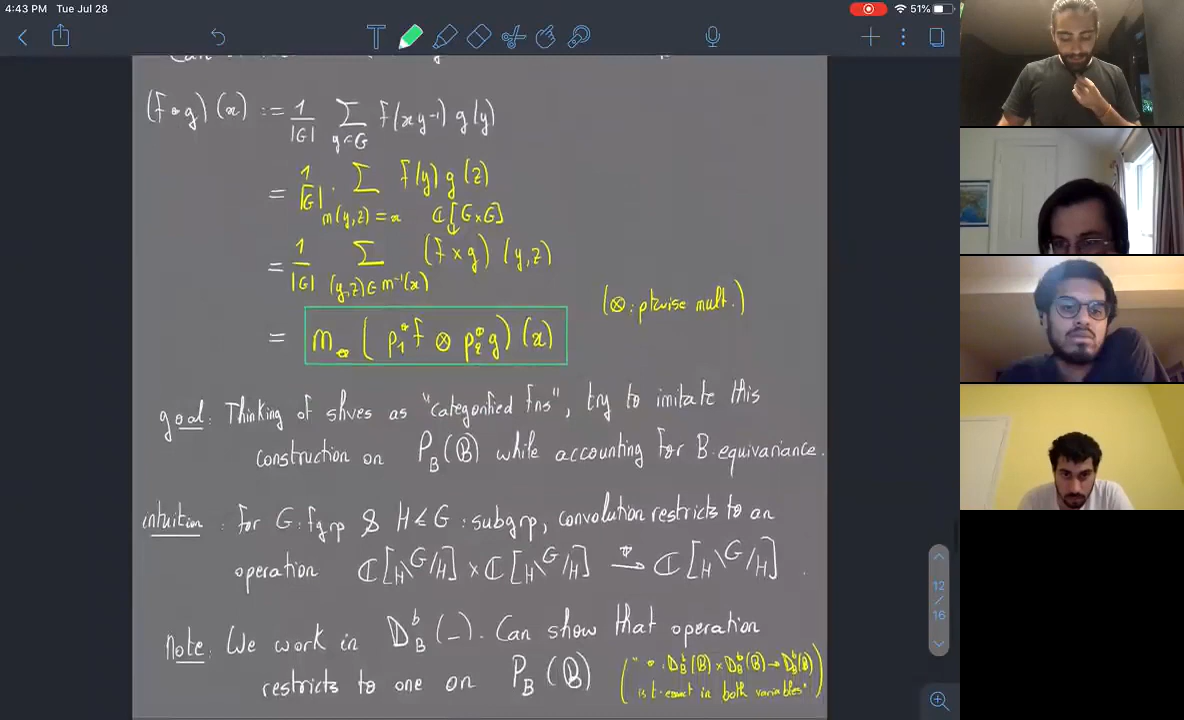 4:43 PM Tue Jul 28
51%
(f * g) (x) := 1/|G| ∑_{y∈G} f(xy⁻¹) g(y)
= 1/|G| · ∑_{m(y,z)=x} f(y) g(z)
ℂ[G×G]
= 1/|G| ∑_{(y,z)∈m⁻¹(x)} (f × g) (y,z)
(⊗: ptwise mult.)
= m_*( p₁*f ⊗ p₂*g) (x)
goal: Thinking of shves as "categorified fns", try to imitate this
construction on P_B(𝔹) while accounting for B-equivariance.
intuition: For G: fgrp & H ≤ G: subgrp, convolution restricts to an
operation ℂ[H\G/H] × ℂ[H\G/H] →* ℂ[H\G/H].
Note: We work in D^b_B(_). Can show that operation
restricts to one on P_B(𝔹)
("*: D^b_B(𝔹) × D^b_B(𝔹) → D^b_B(𝔹)
is t-exact in both variables")
12
/
16